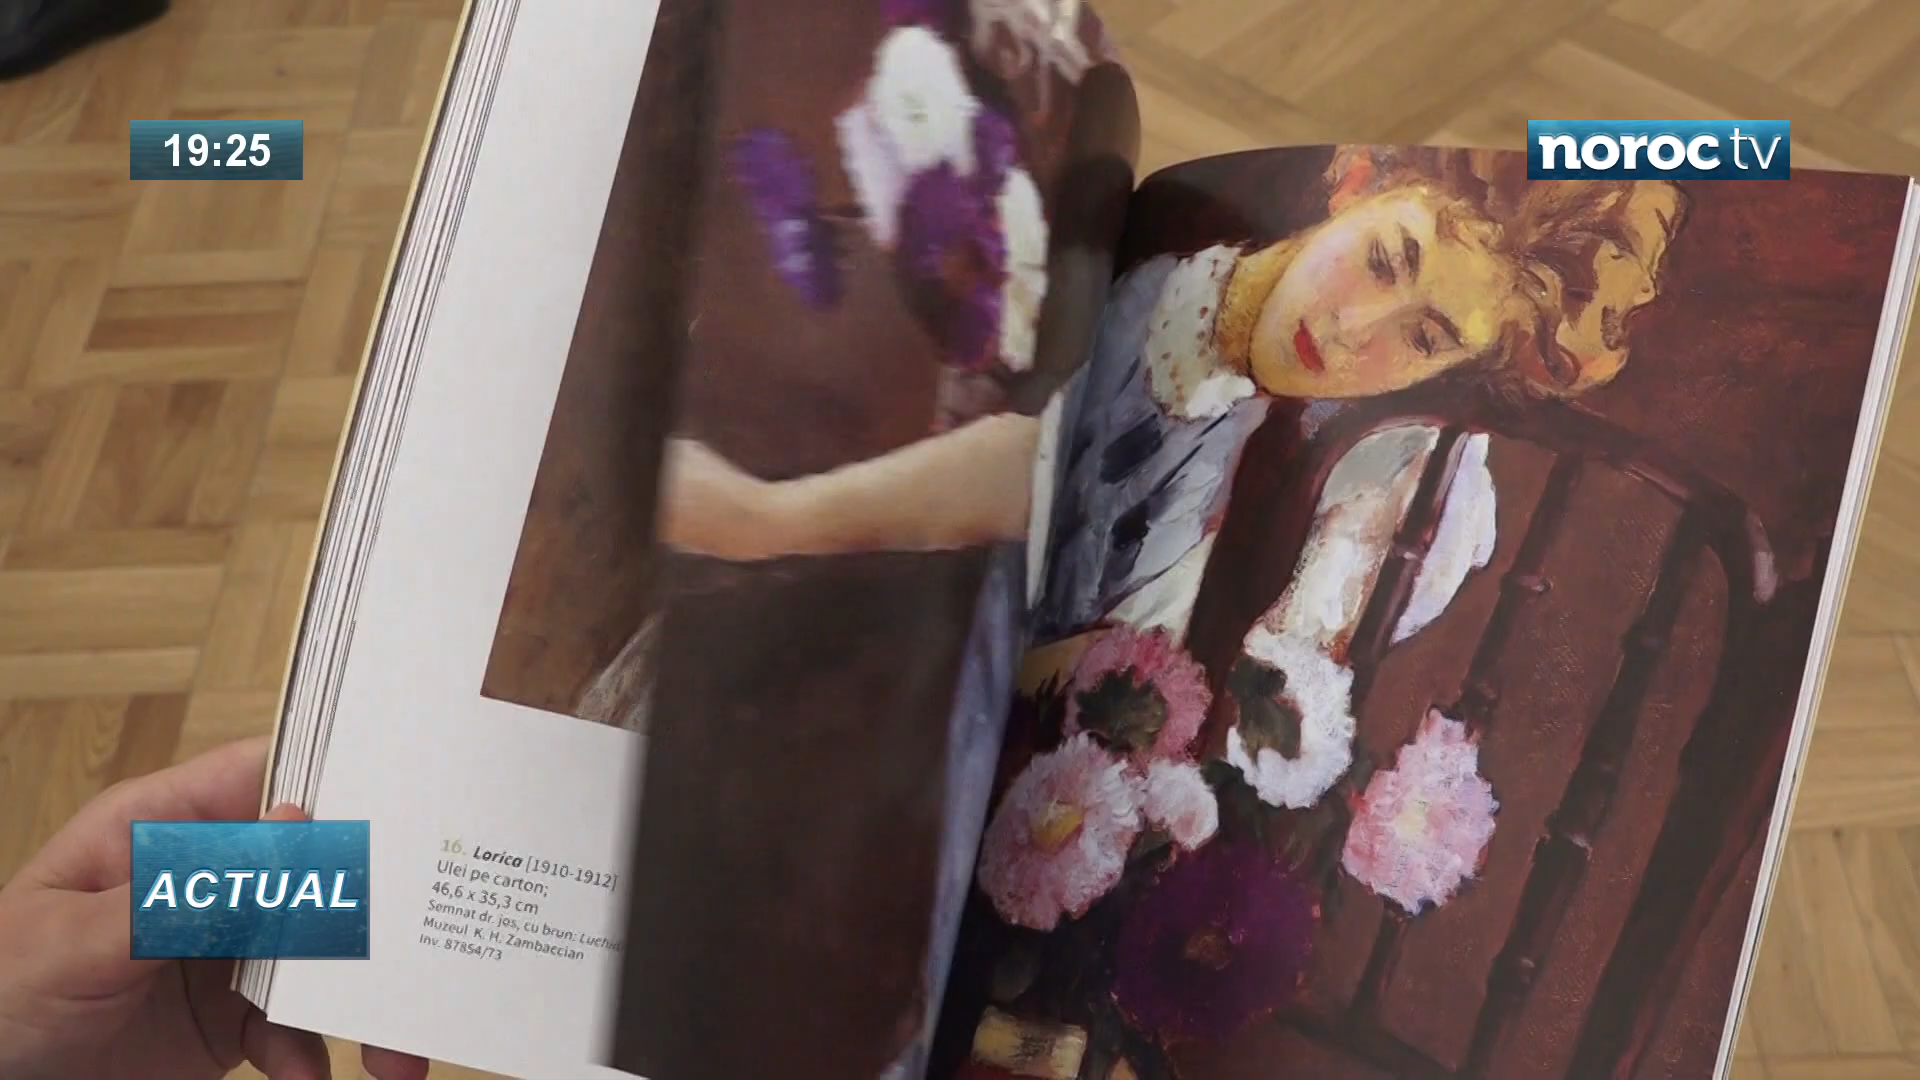 19:25
noroc tv
16. Lorica [1910-1912]
Ulei pe carton;
46,6 x 35,3 cm
Semnat dr. jos, cu brun:
Muzeul K. H. Zambaccian
Inv. 87854/73
ACTUAL